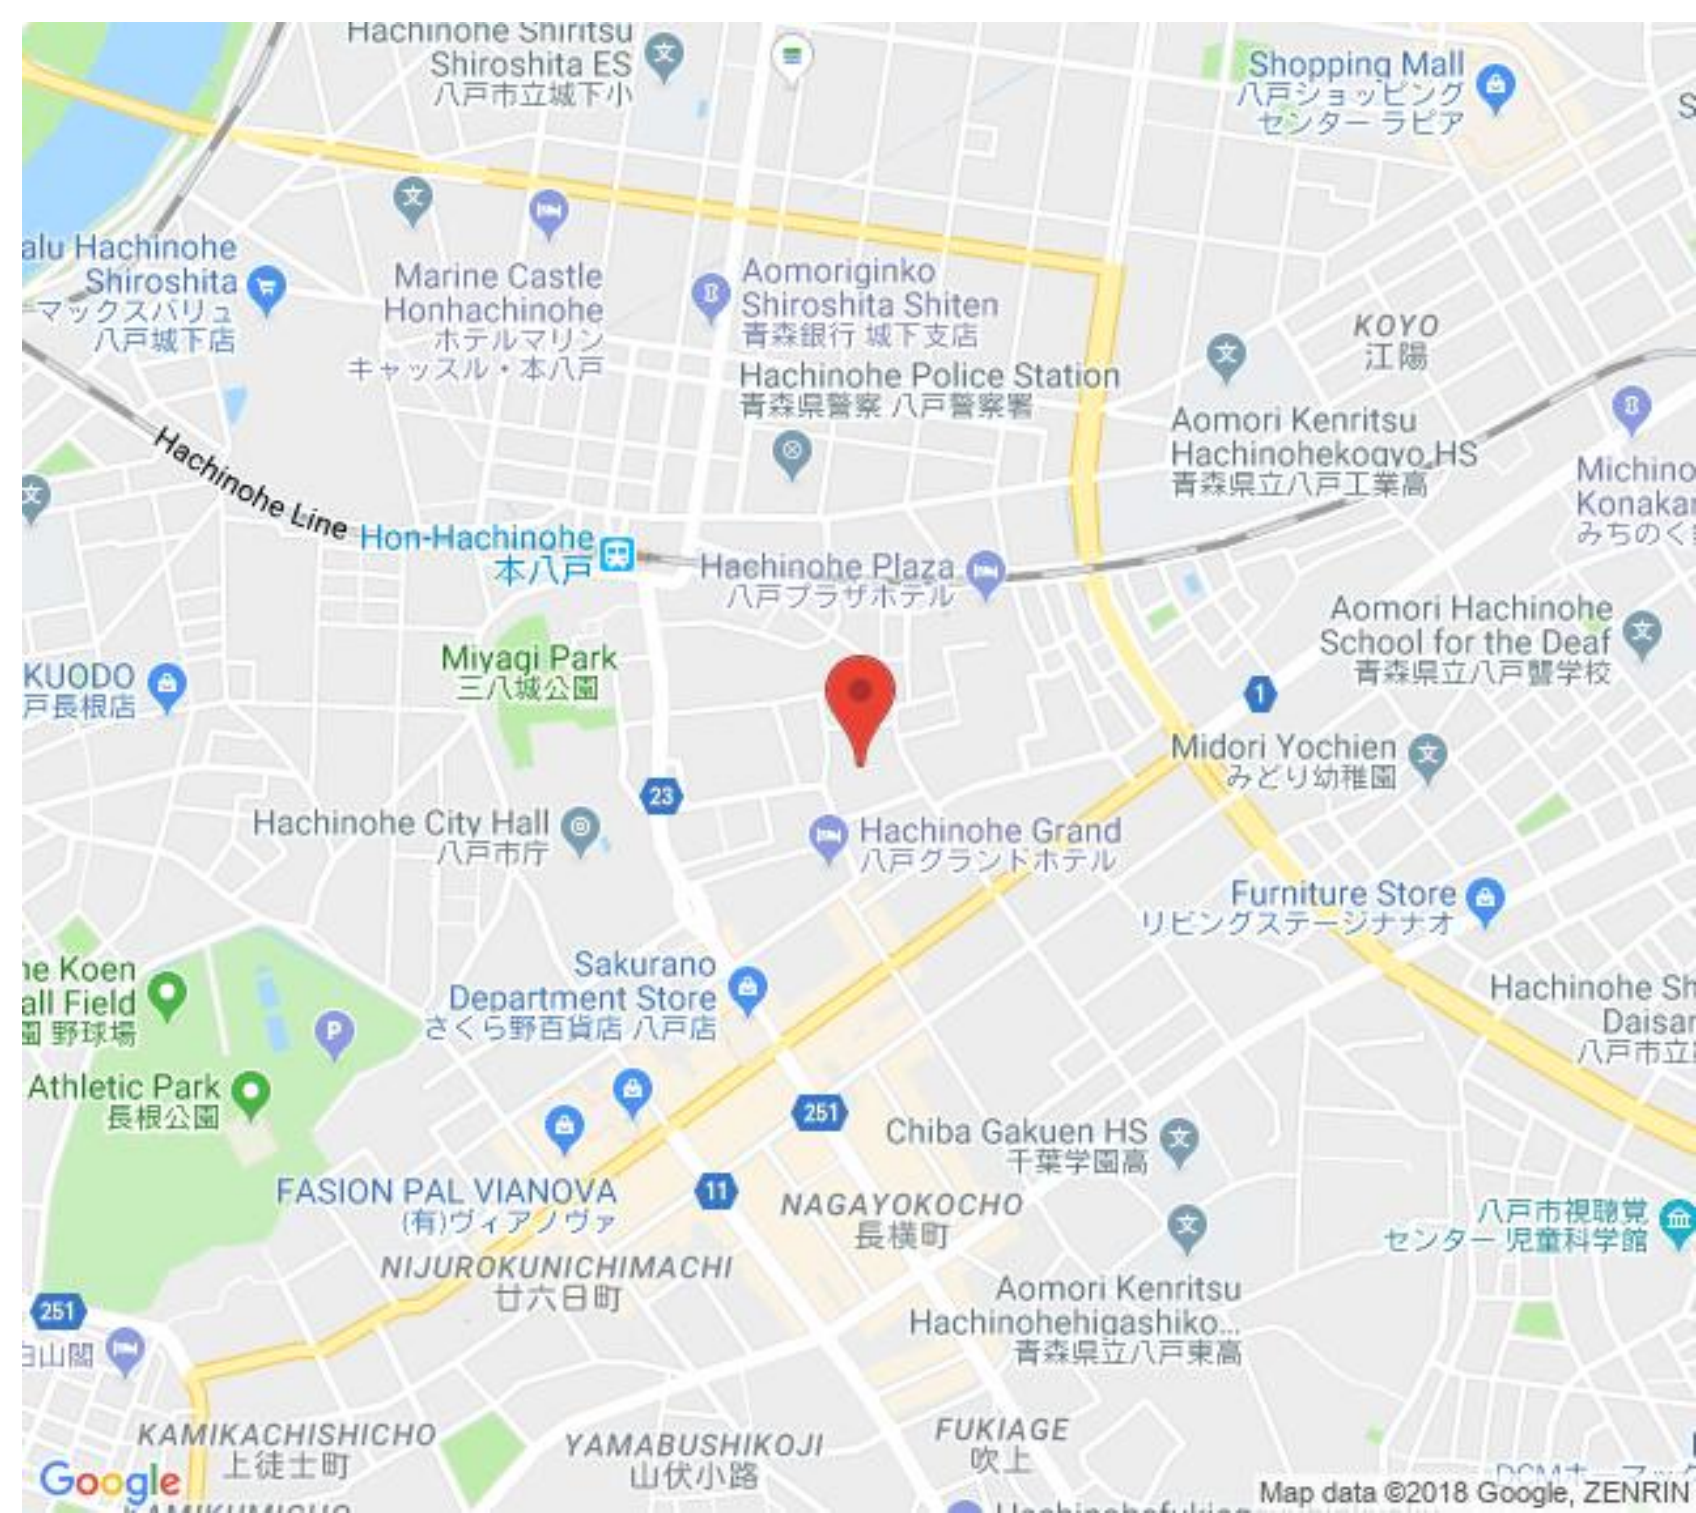 Hachinohe Shiritsu
Shiroshita ES
八戸市立城下小
Shopping Mall
八戸ショッピング
センター ラピア
alu Hachinohe
Shiroshita
ーマックスバリュ
八戸城下店
Marine Castle
Honhachinohe
ホテルマリン
キャッスル・本八戸
Aomoriginko
Shiroshita Shiten
青森銀行 城下支店
Hachinohe Police Station
青森県警察 八戸警察署
KOYO
江陽
Aomori Kenritsu
Hachinohekogyo HS
青森県立八戸工業高
Michino
Konakar
みちのく
Hachinohe Line
Hon-Hachinohe
本八戸
Hachinohe Plaza
八戸プラザホテル
Aomori Hachinohe
School for the Deaf
青森県立八戸聾学校
Miyagi Park
三八城公園
KUODO
戸長根店
1
Midori Yochien
みどり幼稚園
23
Hachinohe City Hall
八戸市庁
Hachinohe Grand
八戸グランドホテル
Furniture Store
リビングステージナナオ
ne Koen
all Field
園 野球場
P
Sakurano
Department Store
さくら野百貨店 八戸店
Hachinohe Sh
Daisar
八戸市立
Athletic Park
長根公園
251
Chiba Gakuen HS
千葉学園高
FASION PAL VIANOVA
(有)ヴィアノヴァ
11
NAGAYOKOCHO
長横町
八戸市視聴覚
センター 児童科学館
NIJUROKUNICHIMACHI
廿六日町
Aomori Kenritsu
Hachinohehigashiko...
青森県立八戸東高
251
白山閣
KAMIKACHISHICHO
上徒士町
YAMABUSHIKOJI
山伏小路
FUKIAGE
吹上
Google
Map data ©2018 Google, ZENRIN